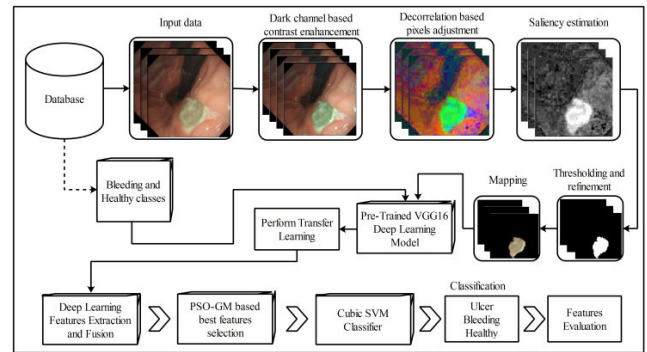 Input data
Dark channel based
contrast enahancement
Decorrelation based
pixels adjustment
Saliency estimation
Database
Bleeding and
Healthy classes
Perform Transfer
Learning
Pre-Trained VGG16
Deep Learning
Model
Mapping
Thresholding and
refinement
Deep Learning
Features Extraction
and Fusion
PSO-GM based
best features
selection
Cubic SVM
Classifier
Classification
Ulcer
Bleeding
Healthy
Features
Evaluation